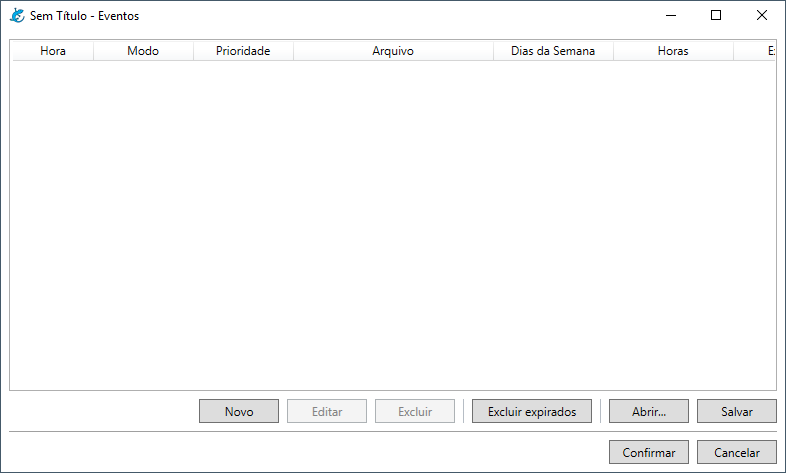 Sem Título - Eventos
Hora Modo Prioridade Arquivo Dias da Semana Horas
Novo Editar Excluir Excluir expirados Abrir... Salvar
Confirmar Cancelar